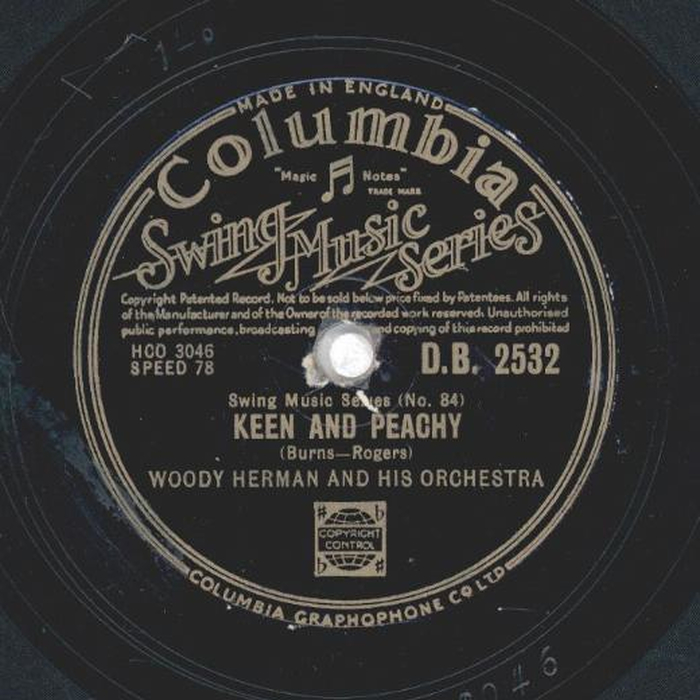 MADE IN ENGLAND
Columbia
"Magic Notes"
TRADE MARK
Swing Music Series
Copyright Patented Record. Not to be sold below price fixed by Patentees. All rights
of the Manufacturer and of the Owner of the recorded work reserved. Unauthorised
public performance, broadcasting and copying of this record prohibited
HCO 3046
SPEED 78
D.B. 2532
Swing Music Series (No. 84)
KEEN AND PEACHY
(Burns—Rogers)
WOODY HERMAN AND HIS ORCHESTRA
COPYRIGHT
CONTROL
COLUMBIA GRAPHOPHONE CO LTD